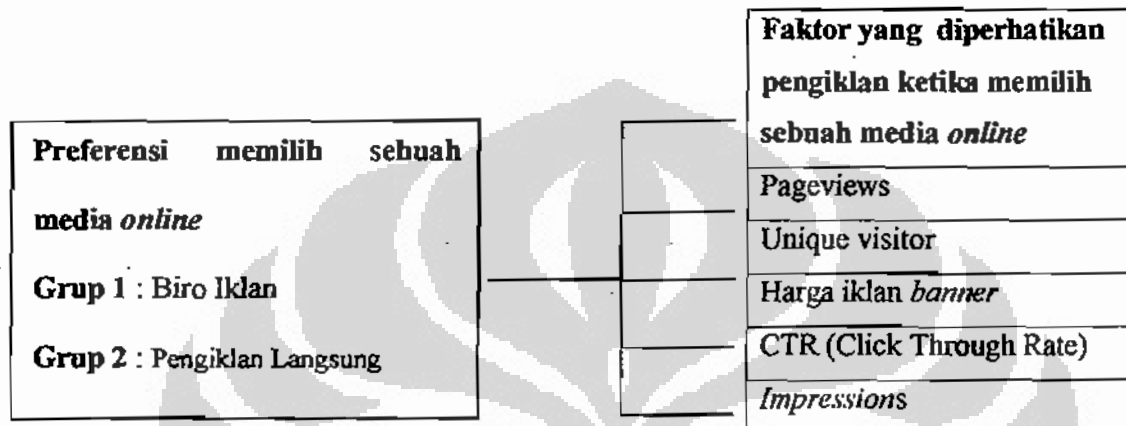 Preferensi memilih sebuah
media online
Grup 1 : Biro Iklan
Grup 2 : Pengiklan Langsung
Faktor yang diperhatikan
pengiklan ketika memilih
sebuah media online
Pageviews
Unique visitor
Harga iklan banner
CTR (Click Through Rate)
Impressions